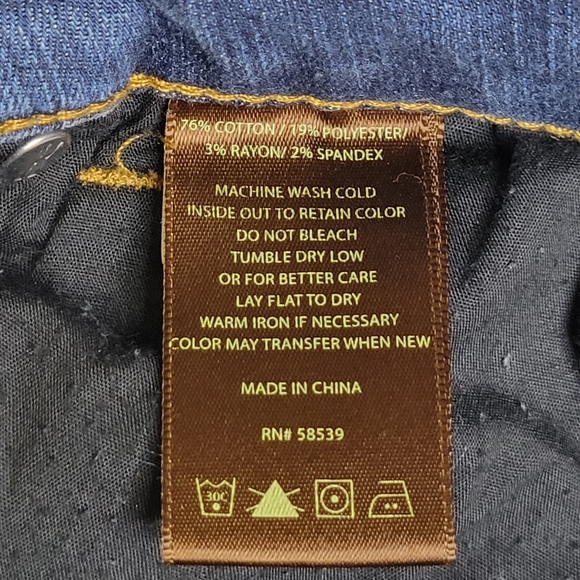 76% COTTON/ 19% POLYESTER/
3% RAYON/ 2% SPANDEX
MACHINE WASH COLD
INSIDE OUT TO RETAIN COLOR
DO NOT BLEACH
TUMBLE DRY LOW
OR FOR BETTER CARE
LAY FLAT TO DRY
WARM IRON IF NECESSARY
COLOR MAY TRANSFER WHEN NEW
MADE IN CHINA
RN# 58539
30C